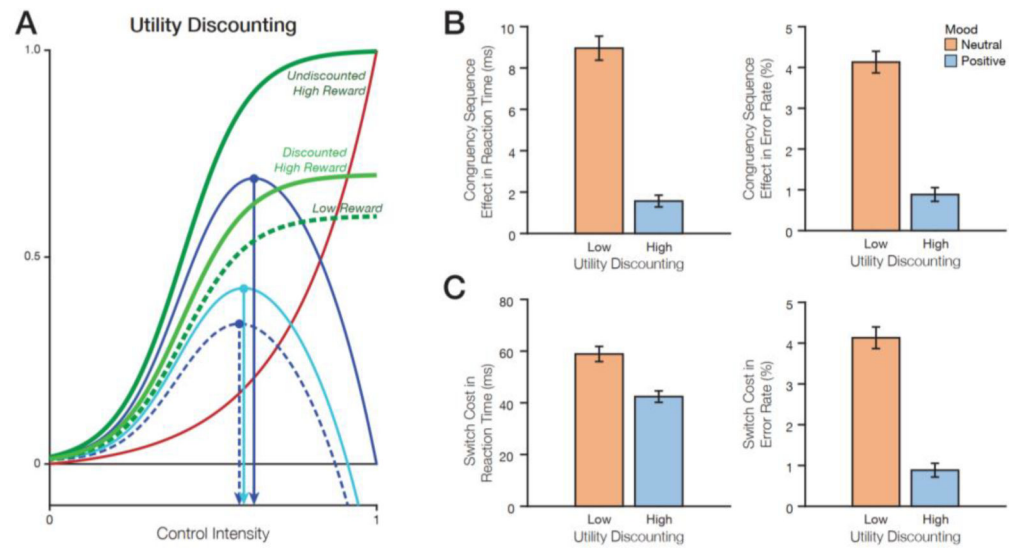 A
Utility Discounting
1.0
0.5
0
0
1
Undiscounted
High Reward
Discounted
High Reward
Low Reward
Control Intensity
B
Congruency Sequence
Effect in Reaction Time (ms)
10
8
6
4
2
0
Low
High
Utility Discounting
Congruency Sequence
Effect in Error Rate (%)
5
4
3
2
1
0
Low
High
Utility Discounting
Mood
Neutral
Positive
C
Switch Cost in
Reaction Time (ms)
80
60
40
20
0
Low
High
Utility Discounting
Switch Cost in
Error Rate (%)
5
4
3
2
1
0
Low
High
Utility Discounting